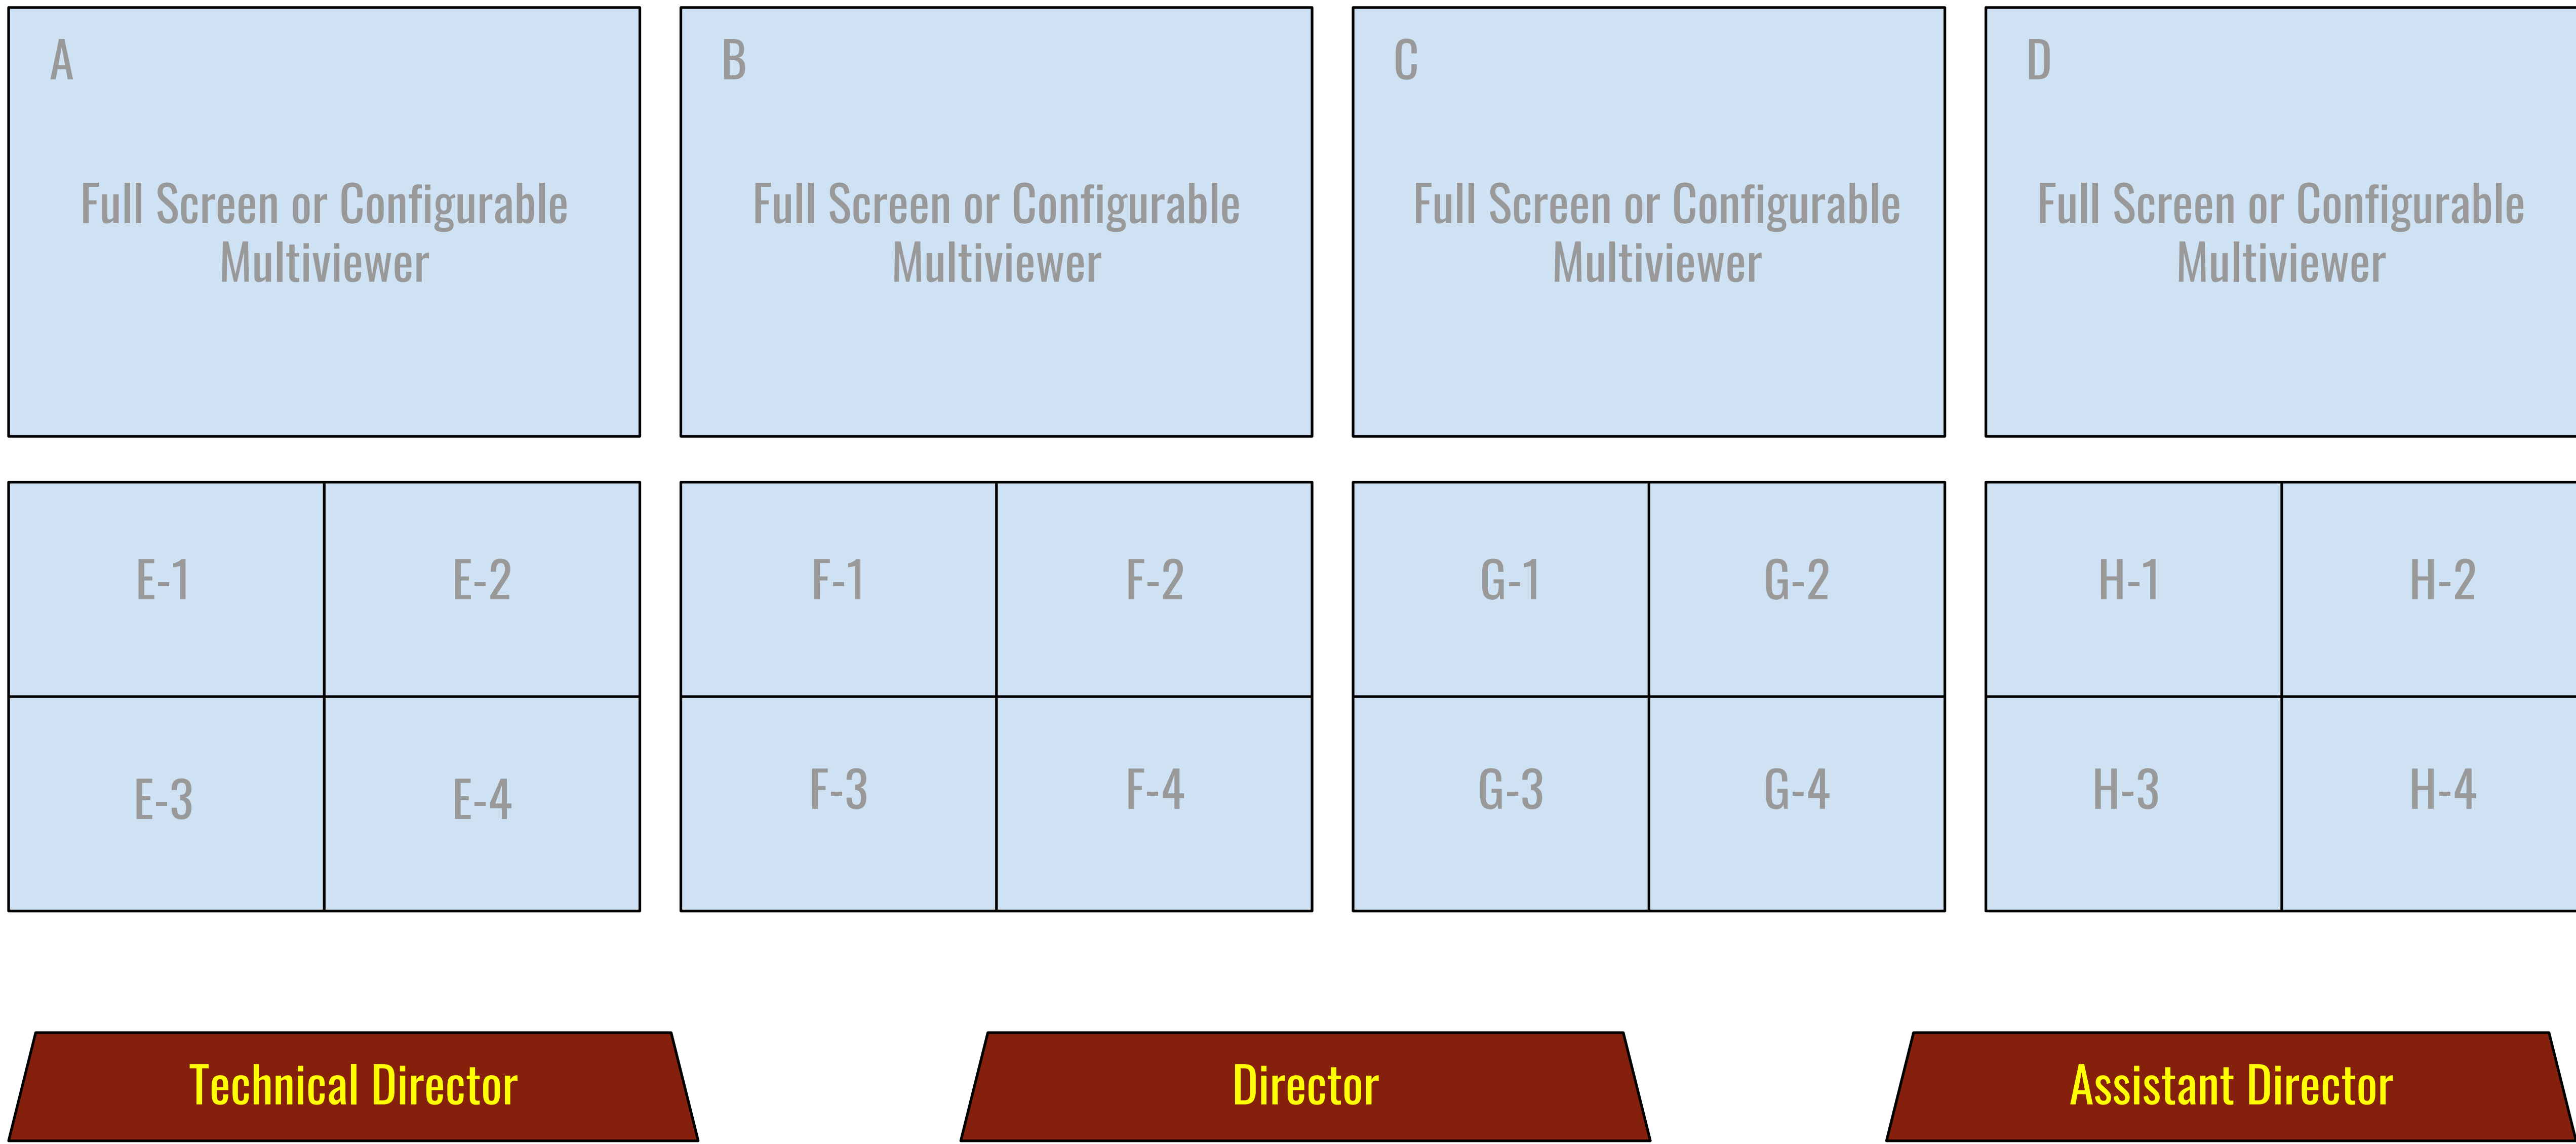 A
B
C
D
Full Screen or Configurable
Multiviewer
Full Screen or Configurable
Multiviewer
Full Screen or Configurable
Multiviewer
Full Screen or Configurable
Multiviewer
E-1
E-2
F-1
F-2
G-1
G-2
H-1
H-2
E-3
E-4
F-3
F-4
G-3
G-4
H-3
H-4
Technical Director
Director
Assistant Director